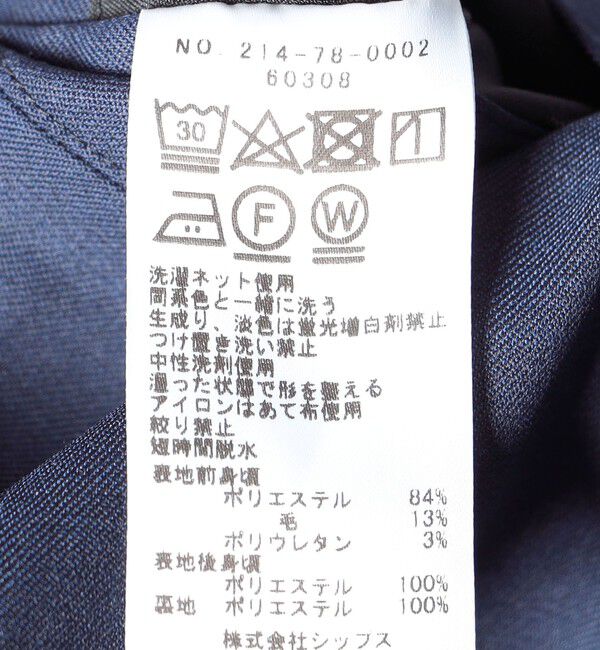 NO. 214-78-0002
60308
30
F W
洗濯ネット使用
同系色と一緒に洗う
生成り、淡色は蛍光増白剤禁止
つけ置き洗い禁止
中性洗剤使用
湿った状態で形を整える
アイロンはあて布使用
絞り禁止
短時間脱水
表地前身頃
ポリエステル 84%
毛 13%
ポリウレタン 3%
表地後身頃
ポリエステル 100%
裏地 ポリエステル 100%
株式会社シップス